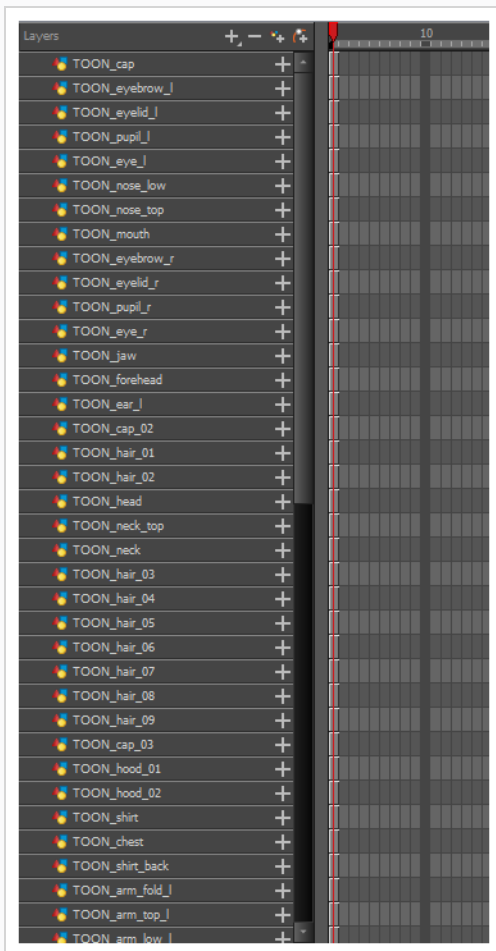 Layers
10
TOON_cap
TOON_eyebrow_l
TOON_eyelid_l
TOON_pupil_l
TOON_eye_l
TOON_nose_low
TOON_nose_top
TOON_mouth
TOON_eyebrow_r
TOON_eyelid_r
TOON_pupil_r
TOON_eye_r
TOON_jaw
TOON_forehead
TOON_ear_l
TOON_cap_02
TOON_hair_01
TOON_hair_02
TOON_head
TOON_neck_top
TOON_neck
TOON_hair_03
TOON_hair_04
TOON_hair_05
TOON_hair_06
TOON_hair_07
TOON_hair_08
TOON_hair_09
TOON_cap_03
TOON_hood_01
TOON_hood_02
TOON_shirt
TOON_chest
TOON_shirt_back
TOON_arm_fold_l
TOON_arm_top_l
TOON_arm_low_l